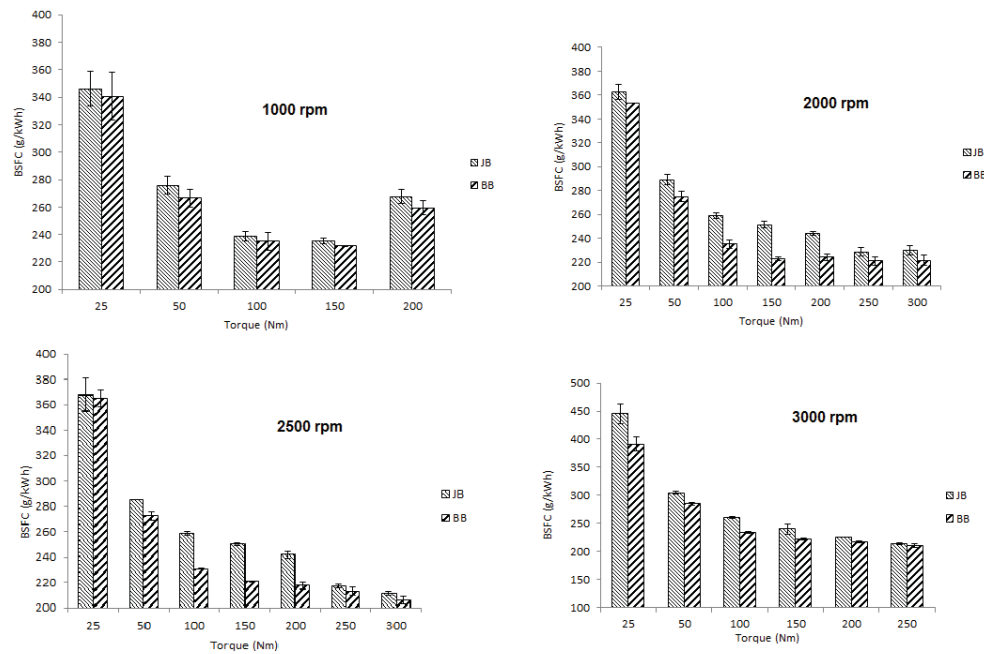 400
380
360
340
320
300
280
260
240
220
200
BSFC (g/kWh)
1000 rpm
JB
BB
25 50 100 150 200
Torque (Nm)
400
380
360
340
320
300
280
260
240
220
200
BSFC (g/kWh)
2000 rpm
JB
BB
25 50 100 150 200 250 300
Torque (Nm)
400
380
360
340
320
300
280
260
240
220
200
BSFC (g/kWh)
2500 rpm
JB
BB
25 50 100 150 200 250 300
Torque (Nm)
500
450
400
350
300
250
200
150
100
BSFC (g/kWh)
3000 rpm
JB
BB
25 50 100 150 200 250
Torque (Nm)